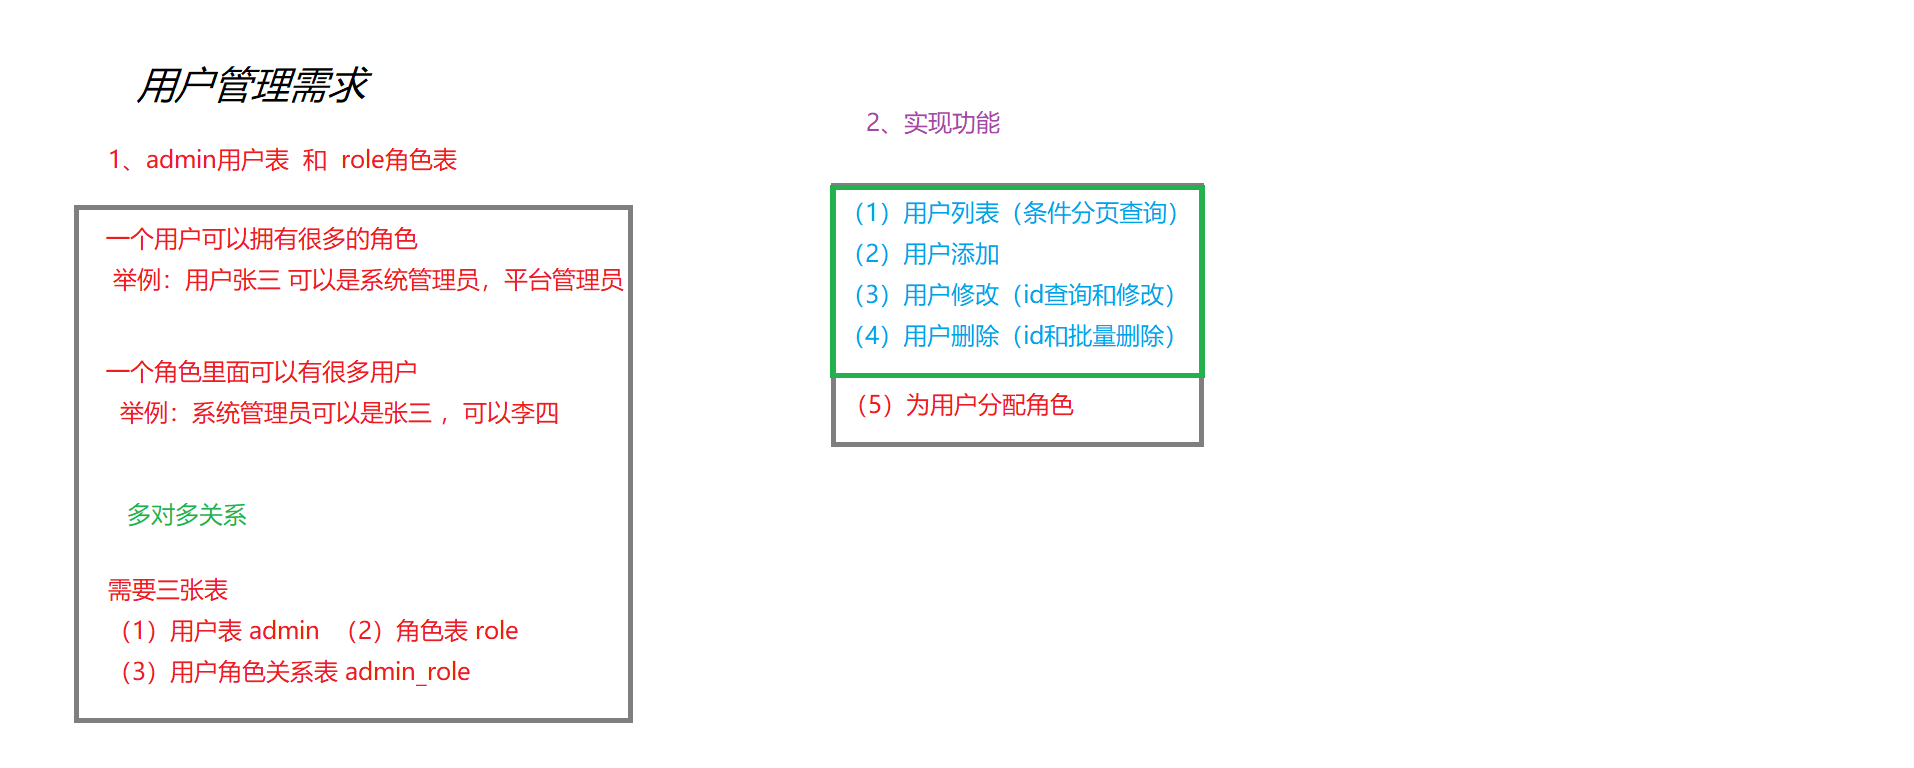 用户管理需求
1、admin用户表 和 role角色表
一个用户可以拥有很多的角色
举例：用户张三 可以是系统管理员，平台管理员
一个角色里面可以有很多用户
举例：系统管理员可以是张三 ，可以李四
多对多关系
需要三张表
（1）用户表 admin （2）角色表 role
（3）用户角色关系表 admin_role
2、实现功能
（1）用户列表（条件分页查询）
（2）用户添加
（3）用户修改（id查询和修改）
（4）用户删除（id和批量删除）
（5）为用户分配角色